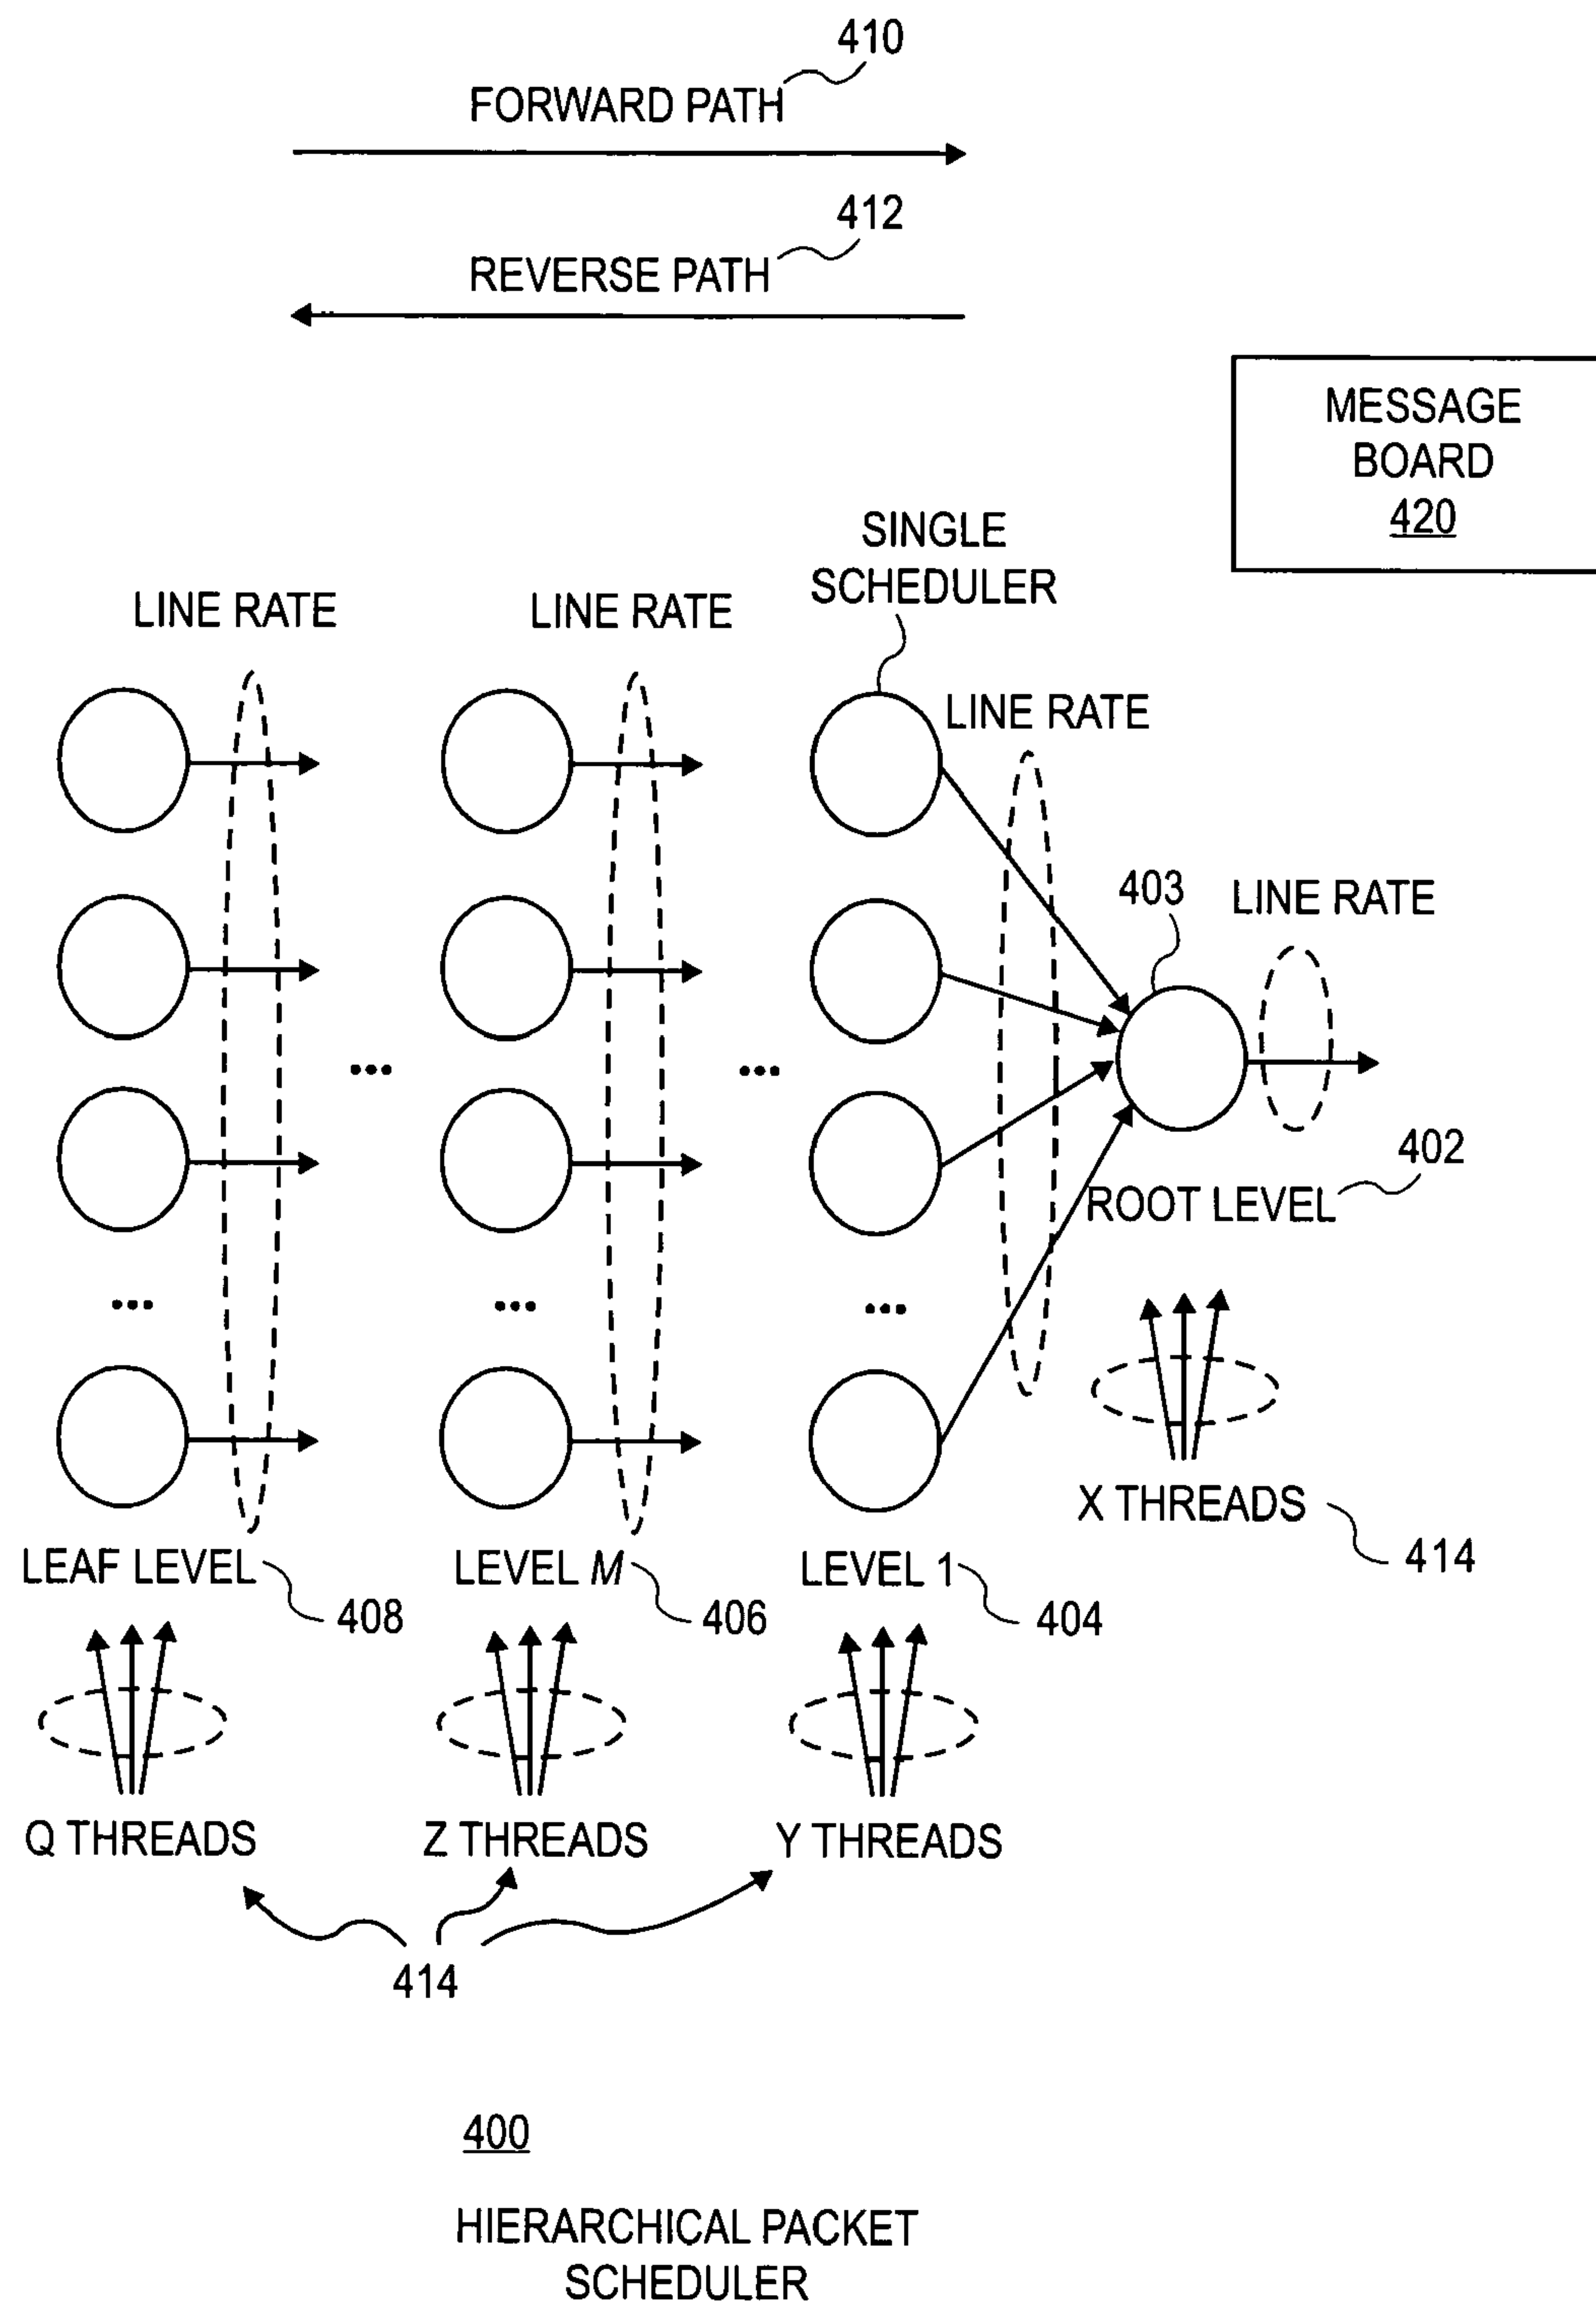 410
FORWARD PATH
412
REVERSE PATH
MESSAGE
BOARD
420
SINGLE
SCHEDULER
LINE RATE
LINE RATE
LINE RATE
403
LINE RATE
...
...
402
ROOT LEVEL
...
...
...
X THREADS
414
LEAF LEVEL
408
LEVEL M
406
LEVEL 1
404
Q THREADS
Z THREADS
Y THREADS
414
400
HIERARCHICAL PACKET
SCHEDULER